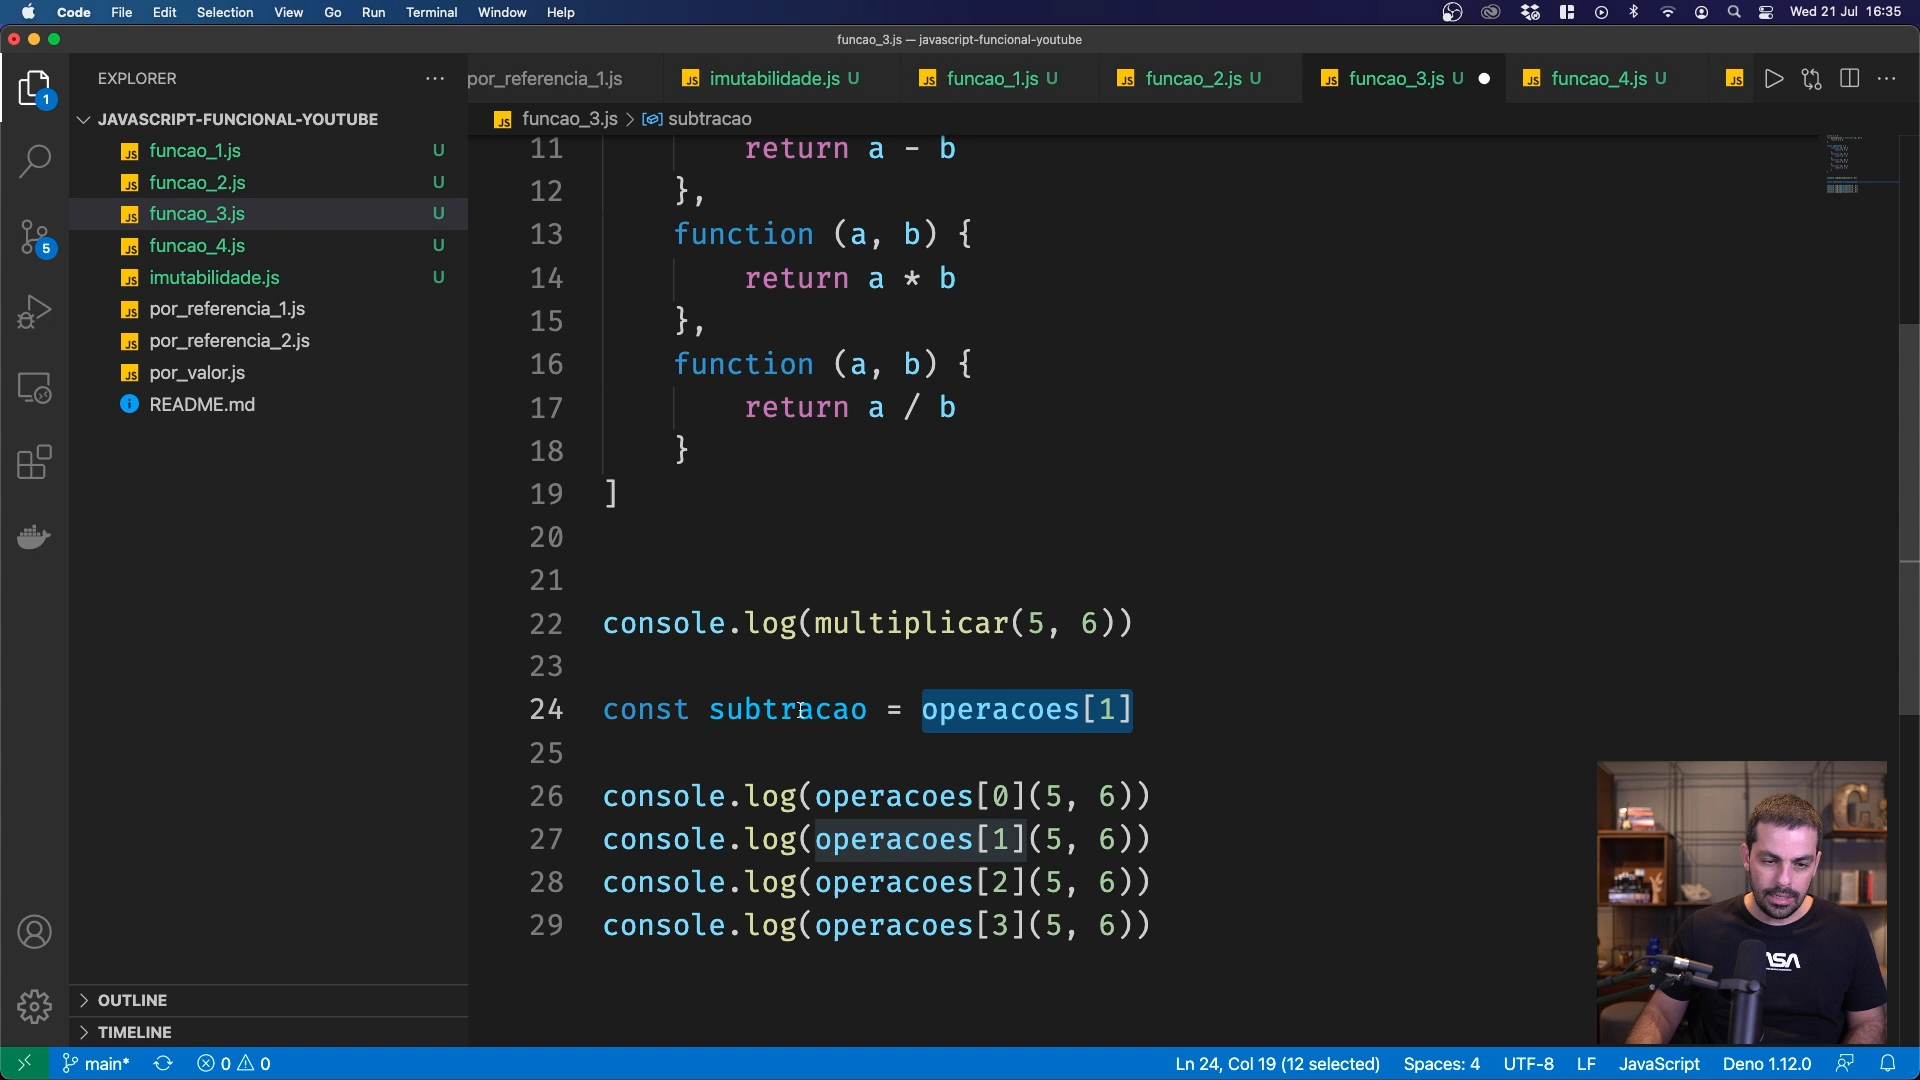 Code File Edit Selection View Go Run Terminal Window Help Wed 21 Jul 16:35
funcao_3.js — javascript-funcional-youtube
EXPLORER
por_referencia_1.js imutabilidade.js U funcao_1.js U funcao_2.js U funcao_3.js U funcao_4.js U
JAVASCRIPT-FUNCIONAL-YOUTUBE
funcao_3.js > subtracao
funcao_1.js U
funcao_2.js U
funcao_3.js U
funcao_4.js U
imutabilidade.js U
por_referencia_1.js
por_referencia_2.js
por_valor.js
README.md
1
5
11 return a - b
12 },
13 function (a, b) {
14 return a * b
15 },
16 function (a, b) {
17 return a / b
18 }
19 ]
20
21
22 console.log(multiplicar(5, 6))
23
24 const subtracao = operacoes[1]
25
26 console.log(operacoes[0](5, 6))
27 console.log(operacoes[1](5, 6))
28 console.log(operacoes[2](5, 6))
29 console.log(operacoes[3](5, 6))
OUTLINE
TIMELINE
main* 0 0 Ln 24, Col 19 (12 selected) Spaces: 4 UTF-8 LF JavaScript Deno 1.12.0